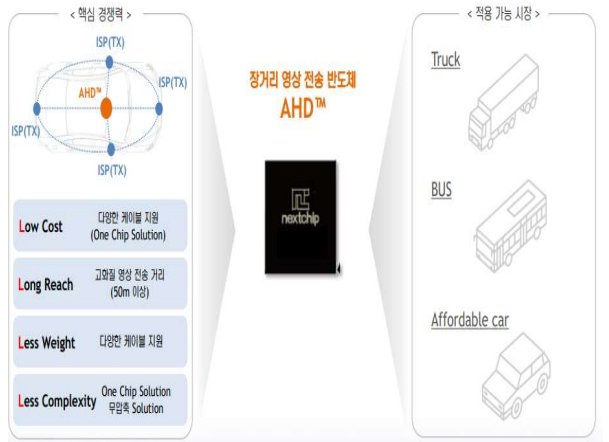 < 핵심 경쟁력 >
ISP(TX)
AHD™
ISP(TX)
ISP(TX)
ISP(TX)
Low Cost
다양한 케이블 지원
(One Chip Solution)
Long Reach
고화질 영상 전송 거리
(50m 이상)
Less Weight
다양한 케이블 지원
Less Complexity
One Chip Solution
무압축 Solution
장거리 영상 전송 반도체
AHD™
nextchip
< 적용 가능 시장 >
Truck
BUS
Affordable car